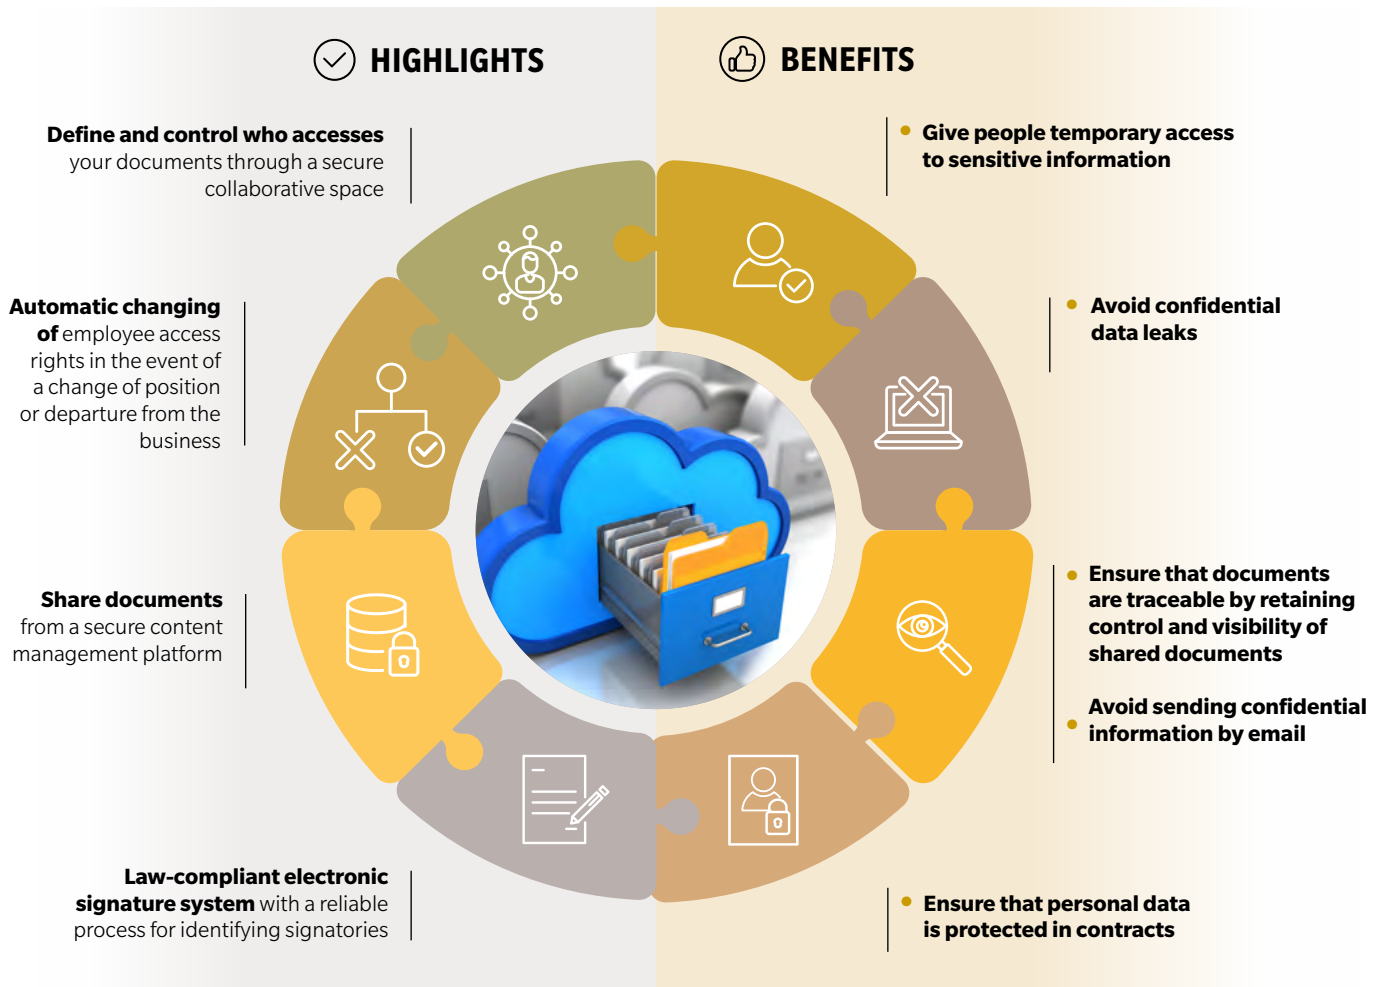 HIGHLIGHTS
Define and control who accesses
your documents through a secure
collaborative space
Automatic changing
of employee access
rights in the event of
a change of position
or departure from the
business
Share documents
from a secure content
management platform
Law-compliant electronic
signature system with a reliable
process for identifying signatories
BENEFITS
Give people temporary access
to sensitive information
Avoid confidential
data leaks
Ensure that documents
are traceable by retaining
control and visibility of
shared documents
Avoid sending confidential
information by email
Ensure that personal data
is protected in contracts